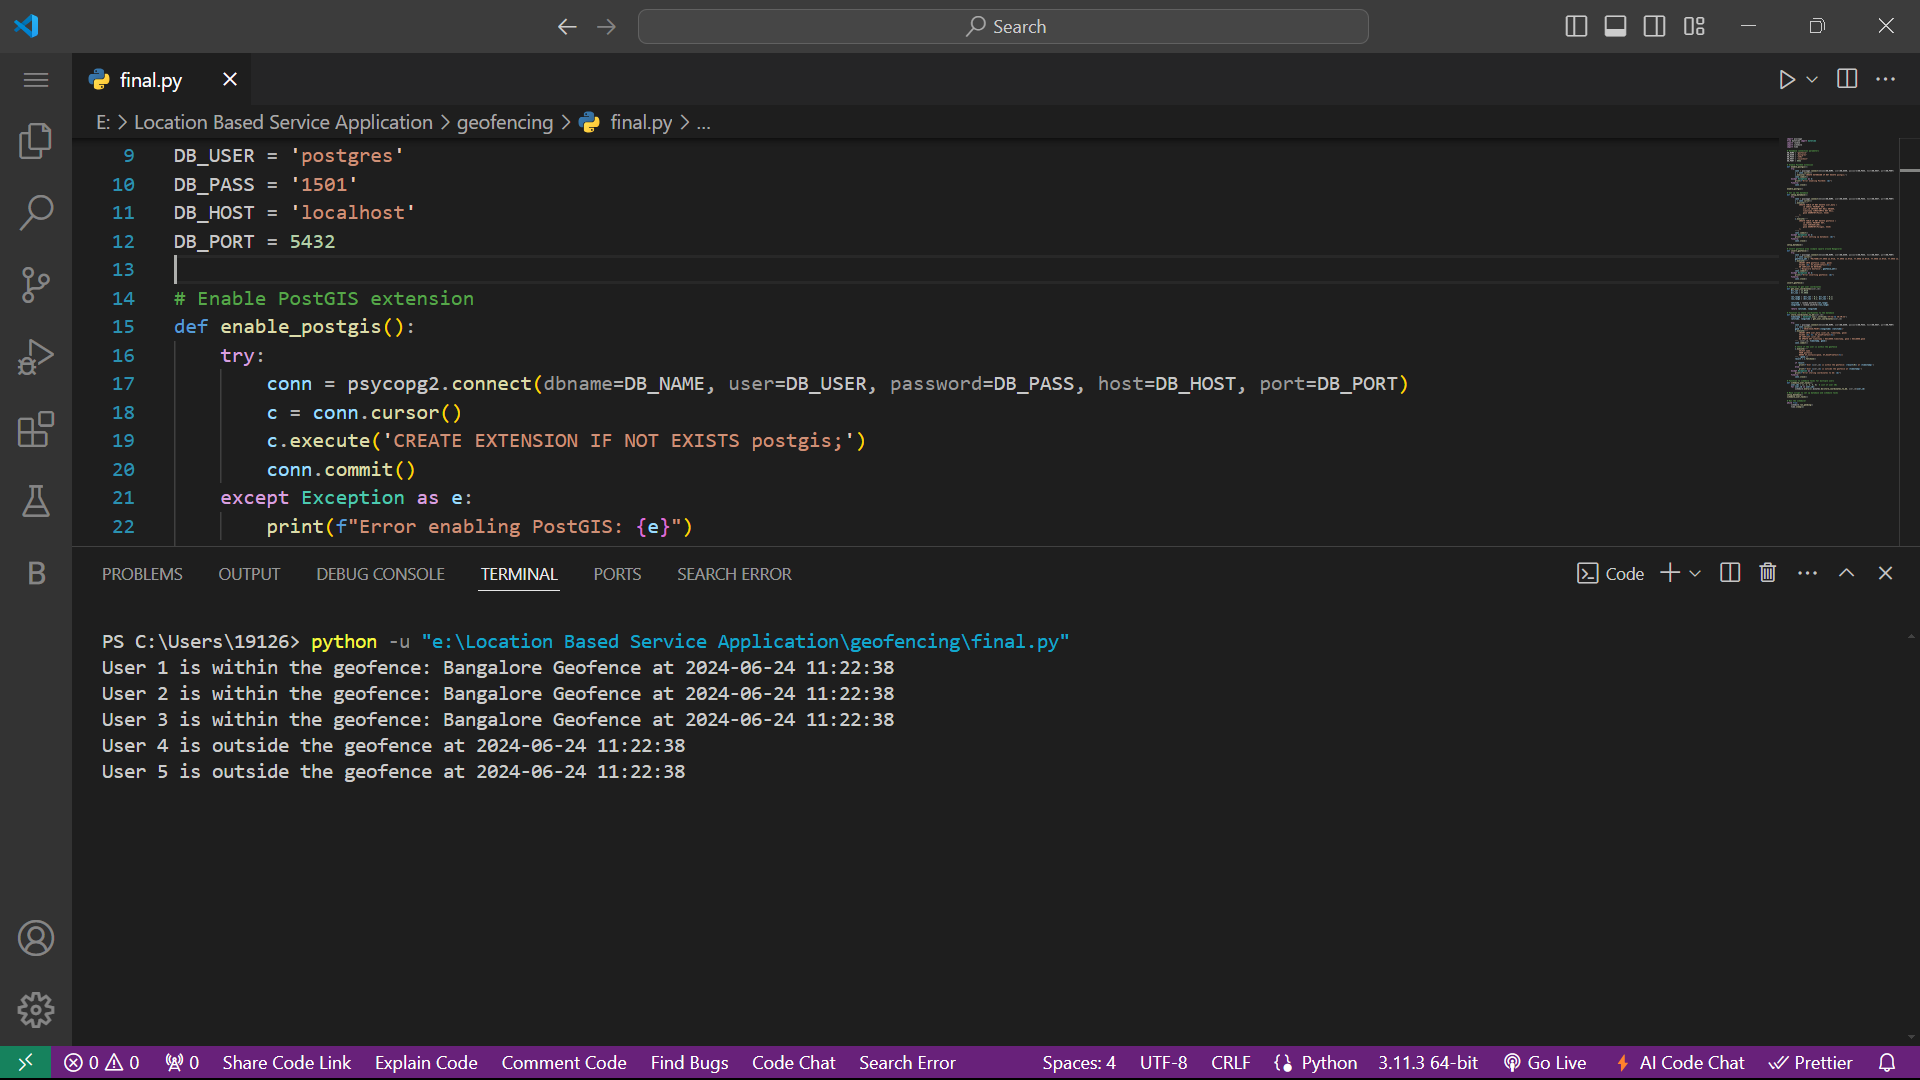 Search
final.py
E: > Location Based Service Application > geofencing > final.py > ...
9 DB_USER = 'postgres'
10 DB_PASS = '1501'
11 DB_HOST = 'localhost'
12 DB_PORT = 5432
13
14 # Enable PostGIS extension
15 def enable_postgis():
16 try:
17 conn = psycopg2.connect(dbname=DB_NAME, user=DB_USER, password=DB_PASS, host=DB_HOST, port=DB_PORT)
18 c = conn.cursor()
19 c.execute('CREATE EXTENSION IF NOT EXISTS postgis;')
20 conn.commit()
21 except Exception as e:
22 print(f"Error enabling PostGIS: {e}")
PROBLEMS OUTPUT DEBUG CONSOLE TERMINAL PORTS SEARCH ERROR Code
PS C:\Users\19126> python -u "e:\Location Based Service Application\geofencing\final.py"
User 1 is within the geofence: Bangalore Geofence at 2024-06-24 11:22:38
User 2 is within the geofence: Bangalore Geofence at 2024-06-24 11:22:38
User 3 is within the geofence: Bangalore Geofence at 2024-06-24 11:22:38
User 4 is outside the geofence at 2024-06-24 11:22:38
User 5 is outside the geofence at 2024-06-24 11:22:38
B
0 0 0 Share Code Link Explain Code Comment Code Find Bugs Code Chat Search Error Spaces: 4 UTF-8 CRLF Python 3.11.3 64-bit Go Live AI Code Chat Prettier